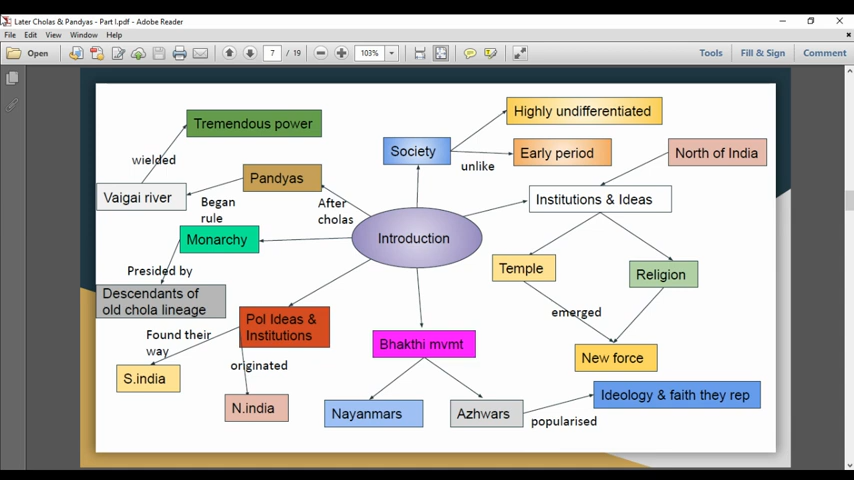 Later Cholas & Pandyas - Part I.pdf - Adobe Reader
File Edit View Window Help
Open
7 / 19
103%
Tools Fill & Sign Comment
Highly undifferentiated
Tremendous power
Society
North of India
Early period
wielded
unlike
Pandyas
Vaigai river
Institutions & Ideas
Began
rule
After
cholas
Monarchy
Introduction
Temple
Religion
Presided by
Descendants of
old chola lineage
emerged
Pol Ideas &
Institutions
Found their
way
Bhakthi mvmt
New force
originated
S.india
Ideology & faith they rep
N.india
Nayanmars
Azhwars
popularised